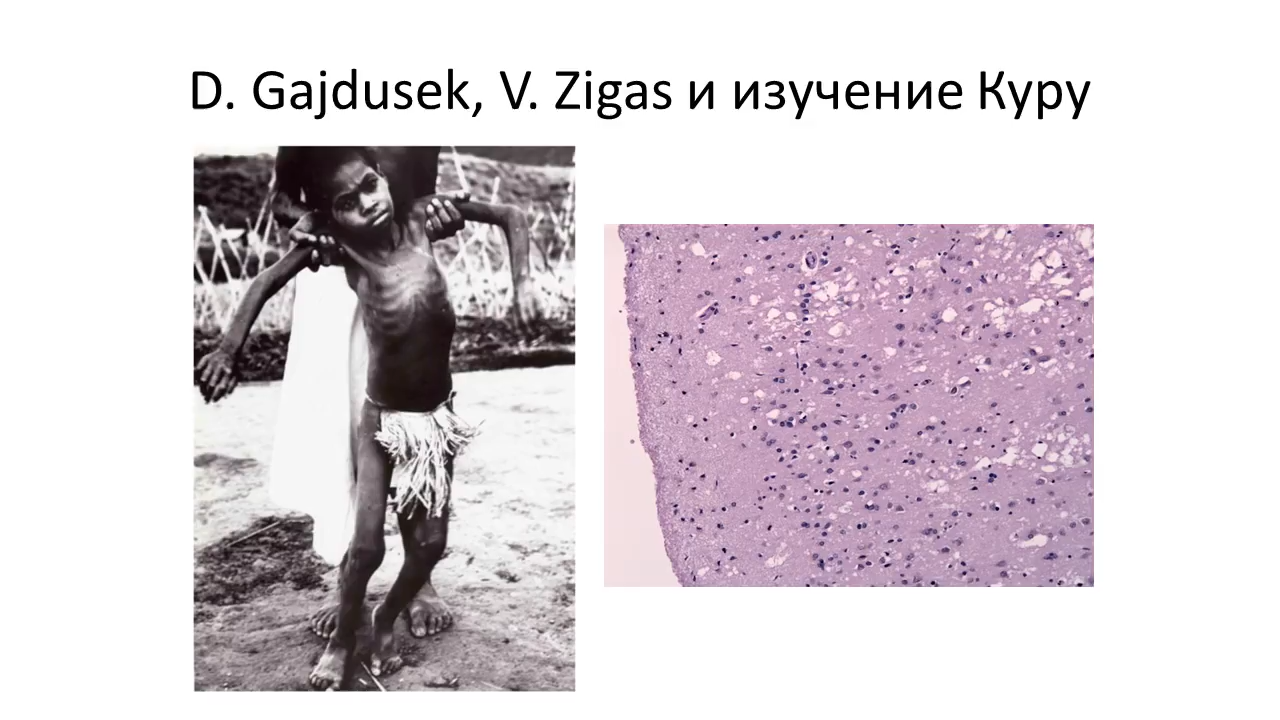 D. Gajdusek, V. Zigas и изучение Куру